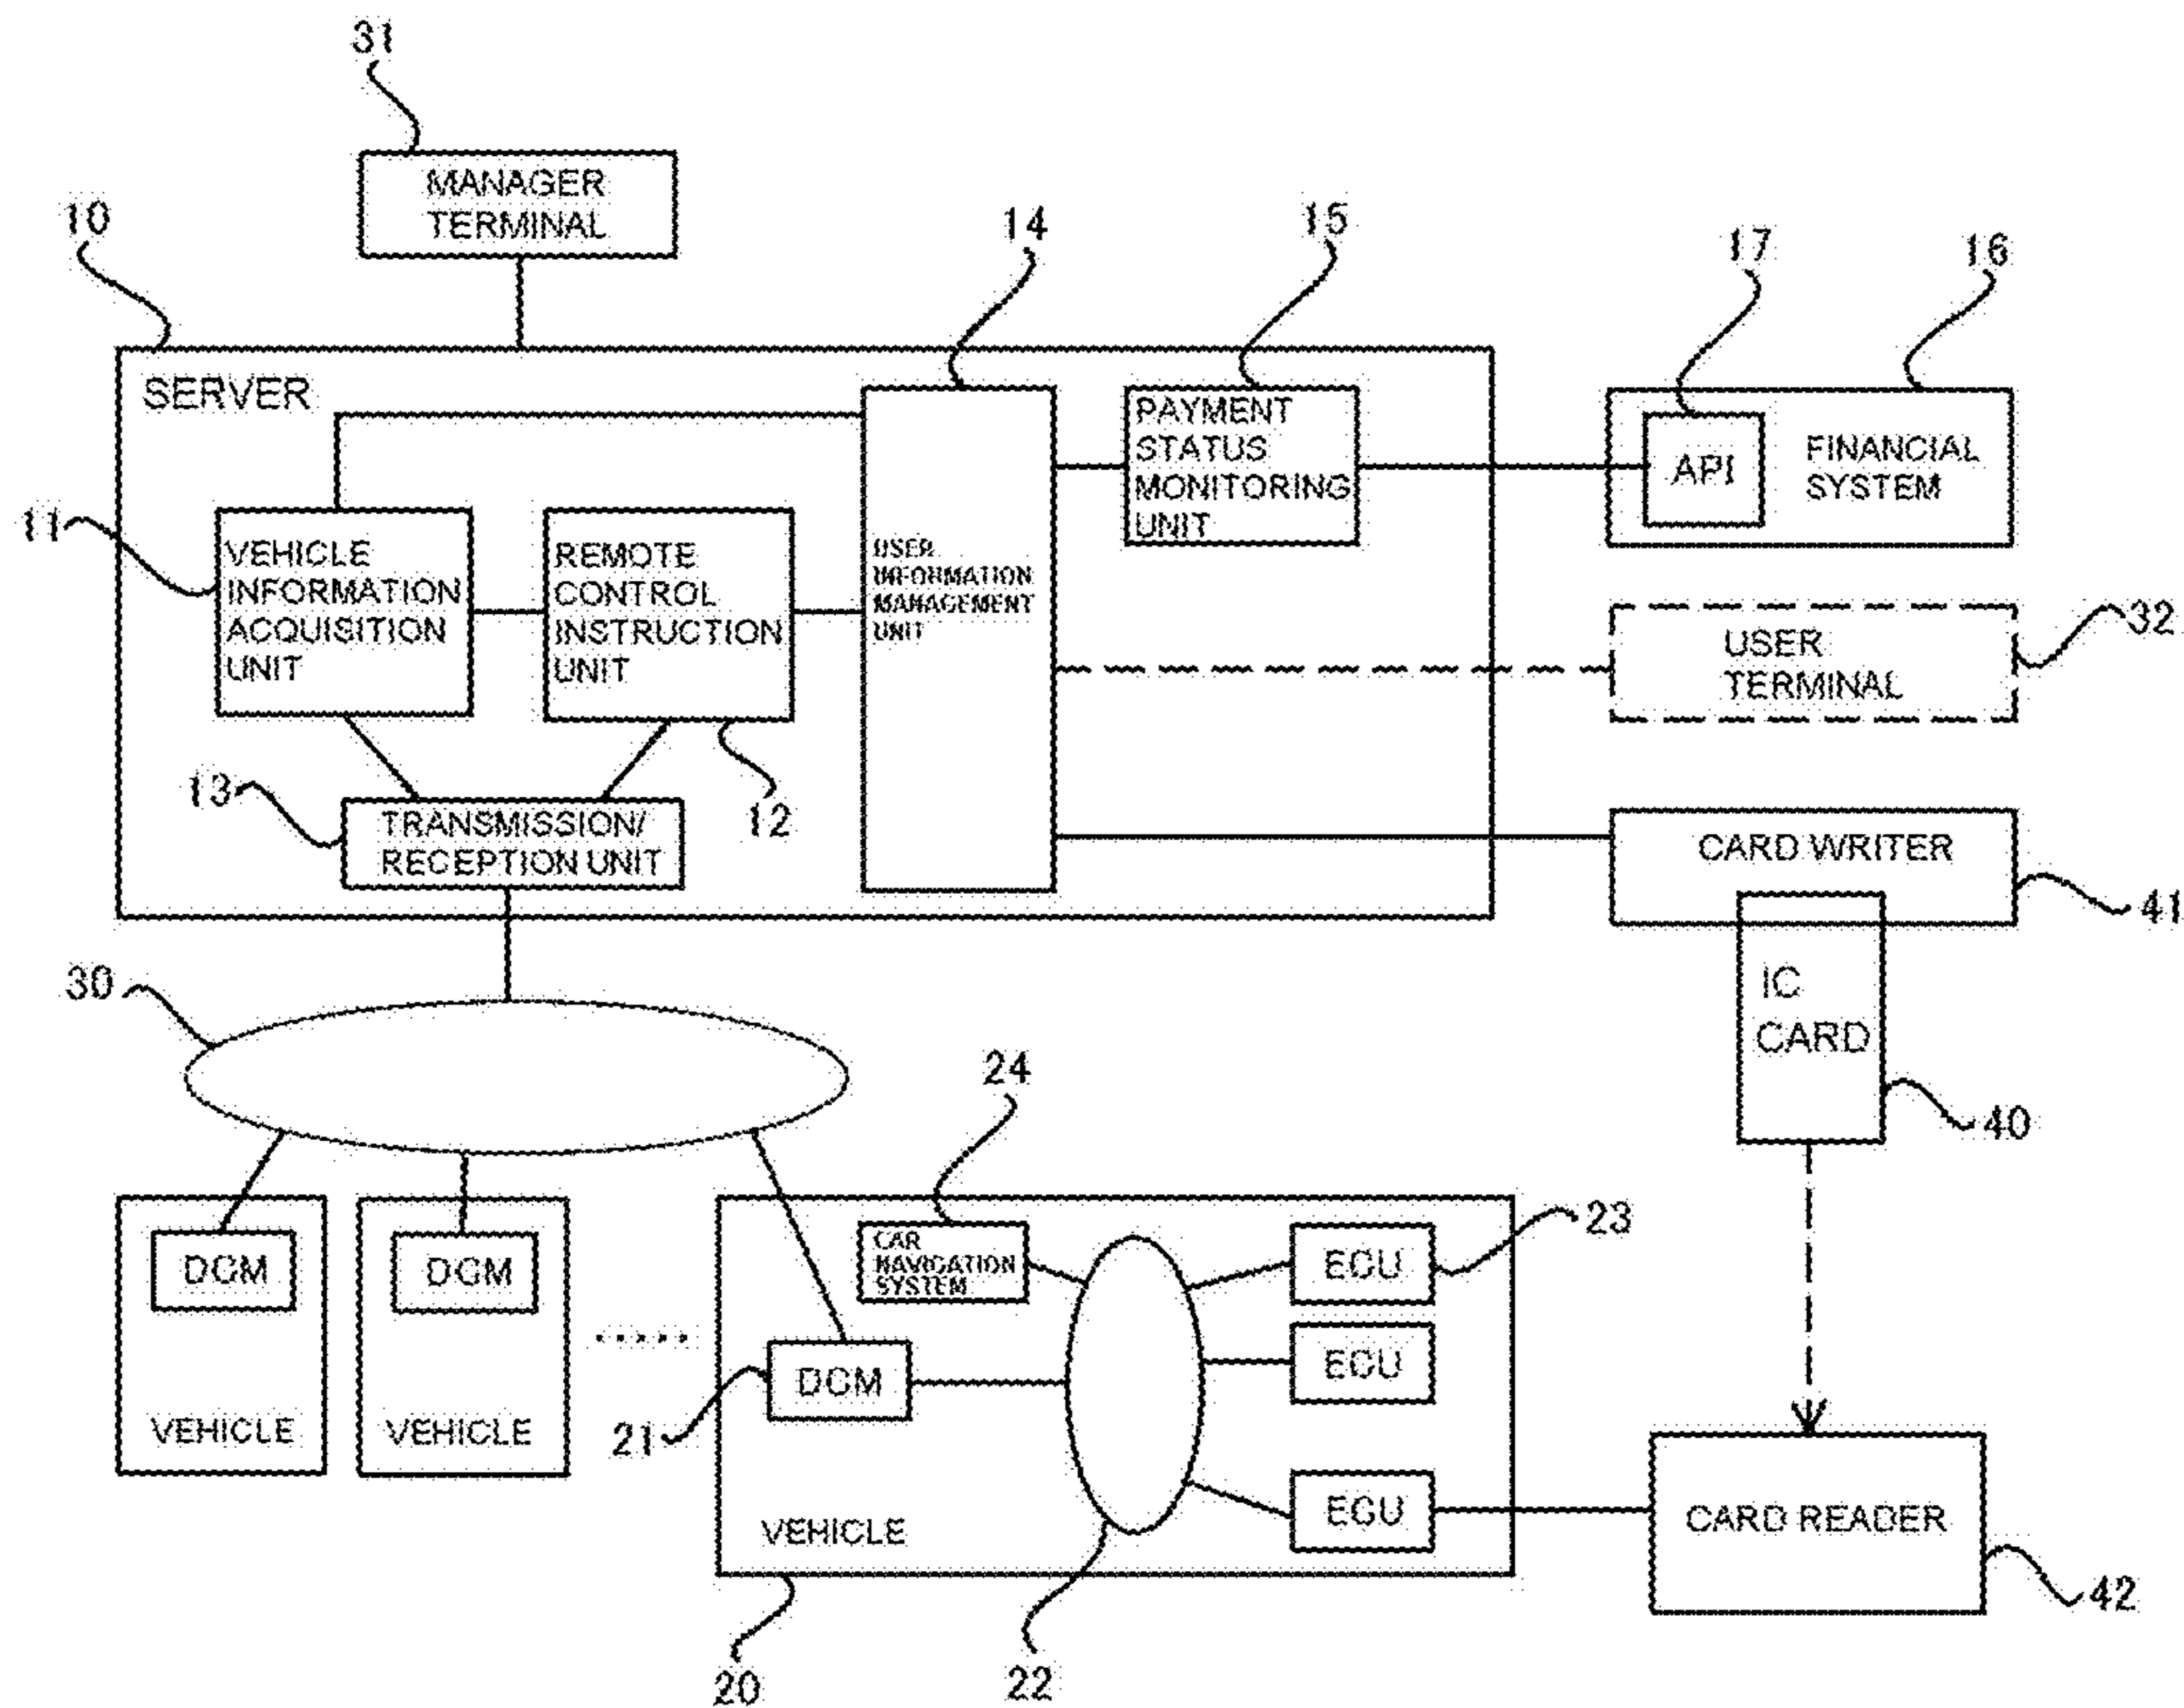 31
MANAGER
TERMINAL
10
14
15
17
16
SERVER
PAYMENT
STATUS
MONITORING
UNIT
API
FINANCIAL
SYSTEM
11
VEHICLE
INFORMATION
ACQUISITION
UNIT
REMOTE
CONTROL
INSTRUCTION
UNIT
USER
INFORMATION
MANAGEMENT
UNIT
USER
TERMINAL
32
13
12
TRANSMISSION/
RECEPTION UNIT
CARD WRITER
41
IC
CARD
40
30
24
DCM
VEHICLE
DCM
VEHICLE
.....
CAR
NAVIGATION
SYSTEM
ECU
23
ECU
DCM
21
ECU
VEHICLE
CARD READER
42
20
22